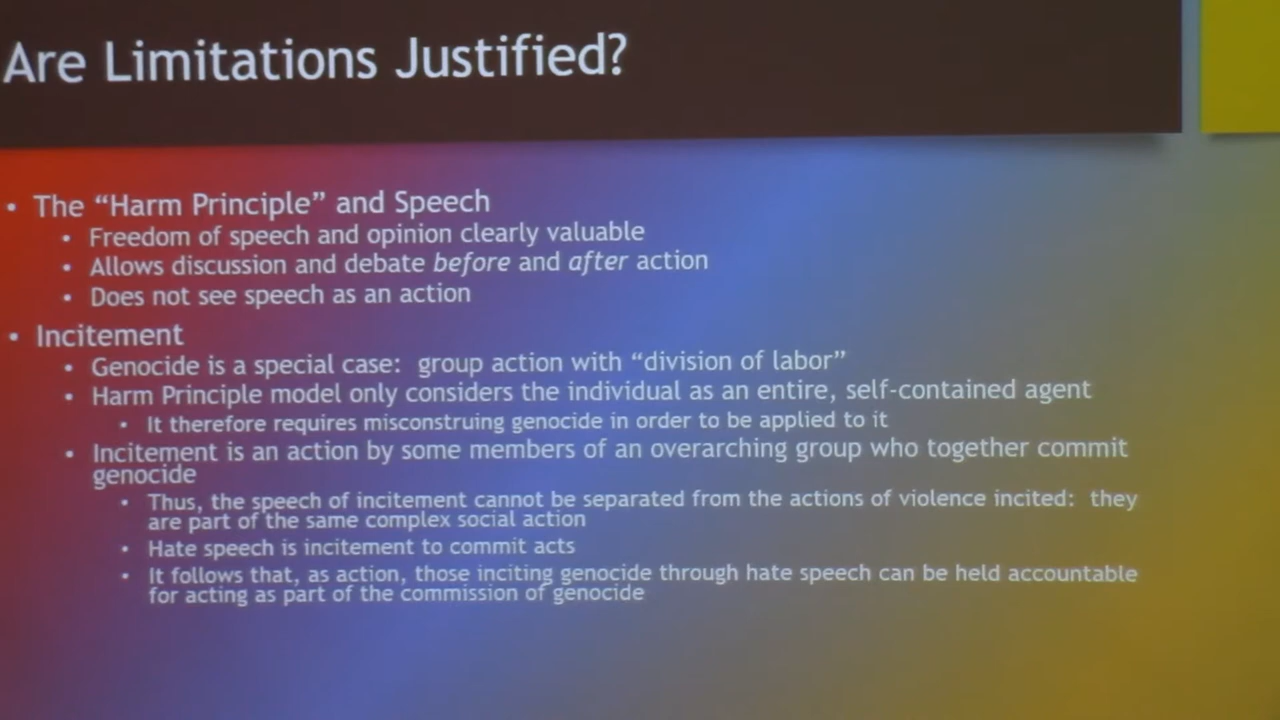 Are Limitations Justified?
• The “Harm Principle” and Speech
• Freedom of speech and opinion clearly valuable
• Allows discussion and debate before and after action
• Does not see speech as an action
• Incitement
• Genocide is a special case:  group action with “division of labor”
• Harm Principle model only considers the individual as an entire, self-contained agent
• It therefore requires misconstruing genocide in order to be applied to it
• Incitement is an action by some members of an overarching group who together commit
genocide
• Thus, the speech of incitement cannot be separated from the actions of violence incited:  they
are part of the same complex social action
• Hate speech is incitement to commit acts
• It follows that, as action, those inciting genocide through hate speech can be held accountable
for acting as part of the commission of genocide